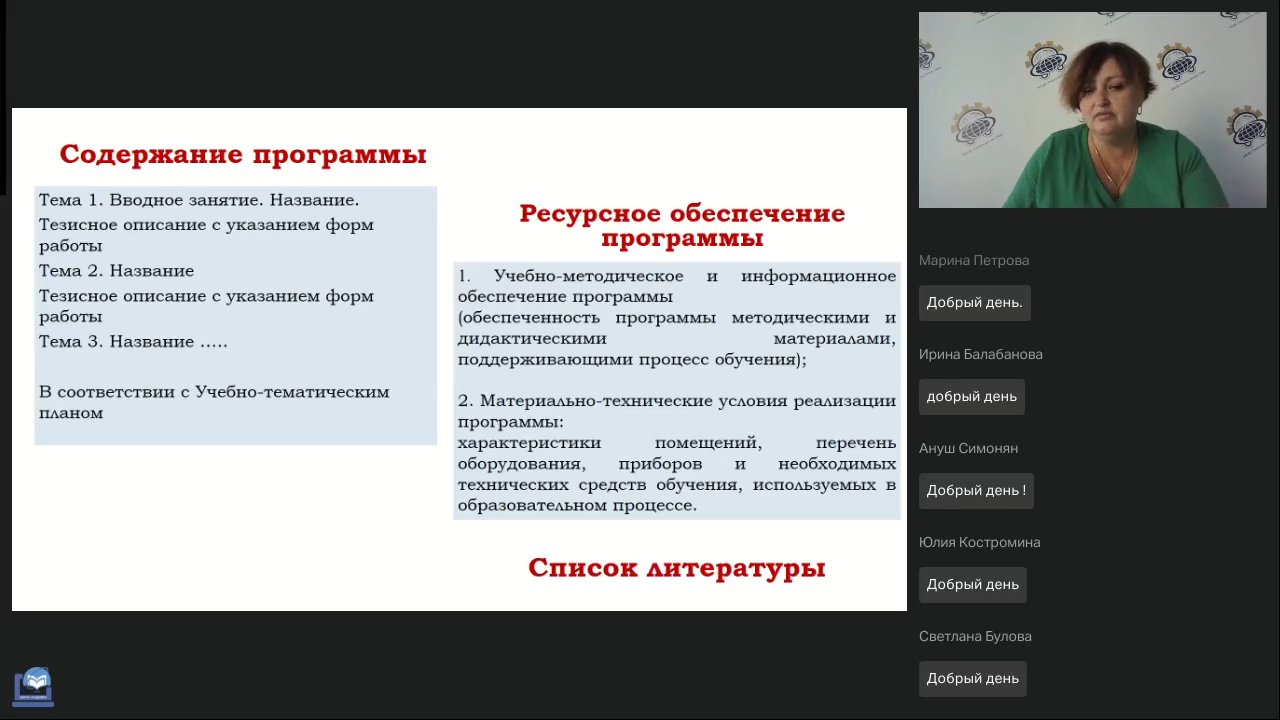 Содержание программы
Тема 1. Вводное занятие. Название.
Тезисное описание с указанием форм
работы
Тема 2. Название
Тезисное описание с указанием форм
работы
Тема 3. Название .....
В соответствии с Учебно-тематическим
планом
Ресурсное обеспечение
программы
1. Учебно-методическое и информационное
обеспечение программы
(обеспеченность программы методическими и
дидактическими материалами,
поддерживающими процесс обучения);
2. Материально-технические условия реализации
программы:
характеристики помещений, перечень
оборудования, приборов и необходимых
технических средств обучения, используемых в
образовательном процессе.
Список литературы
Марина Петрова
Добрый день.
Ирина Балабанова
добрый день
Ануш Симонян
Добрый день !
Юлия Костромина
Добрый день
Светлана Булова
Добрый день